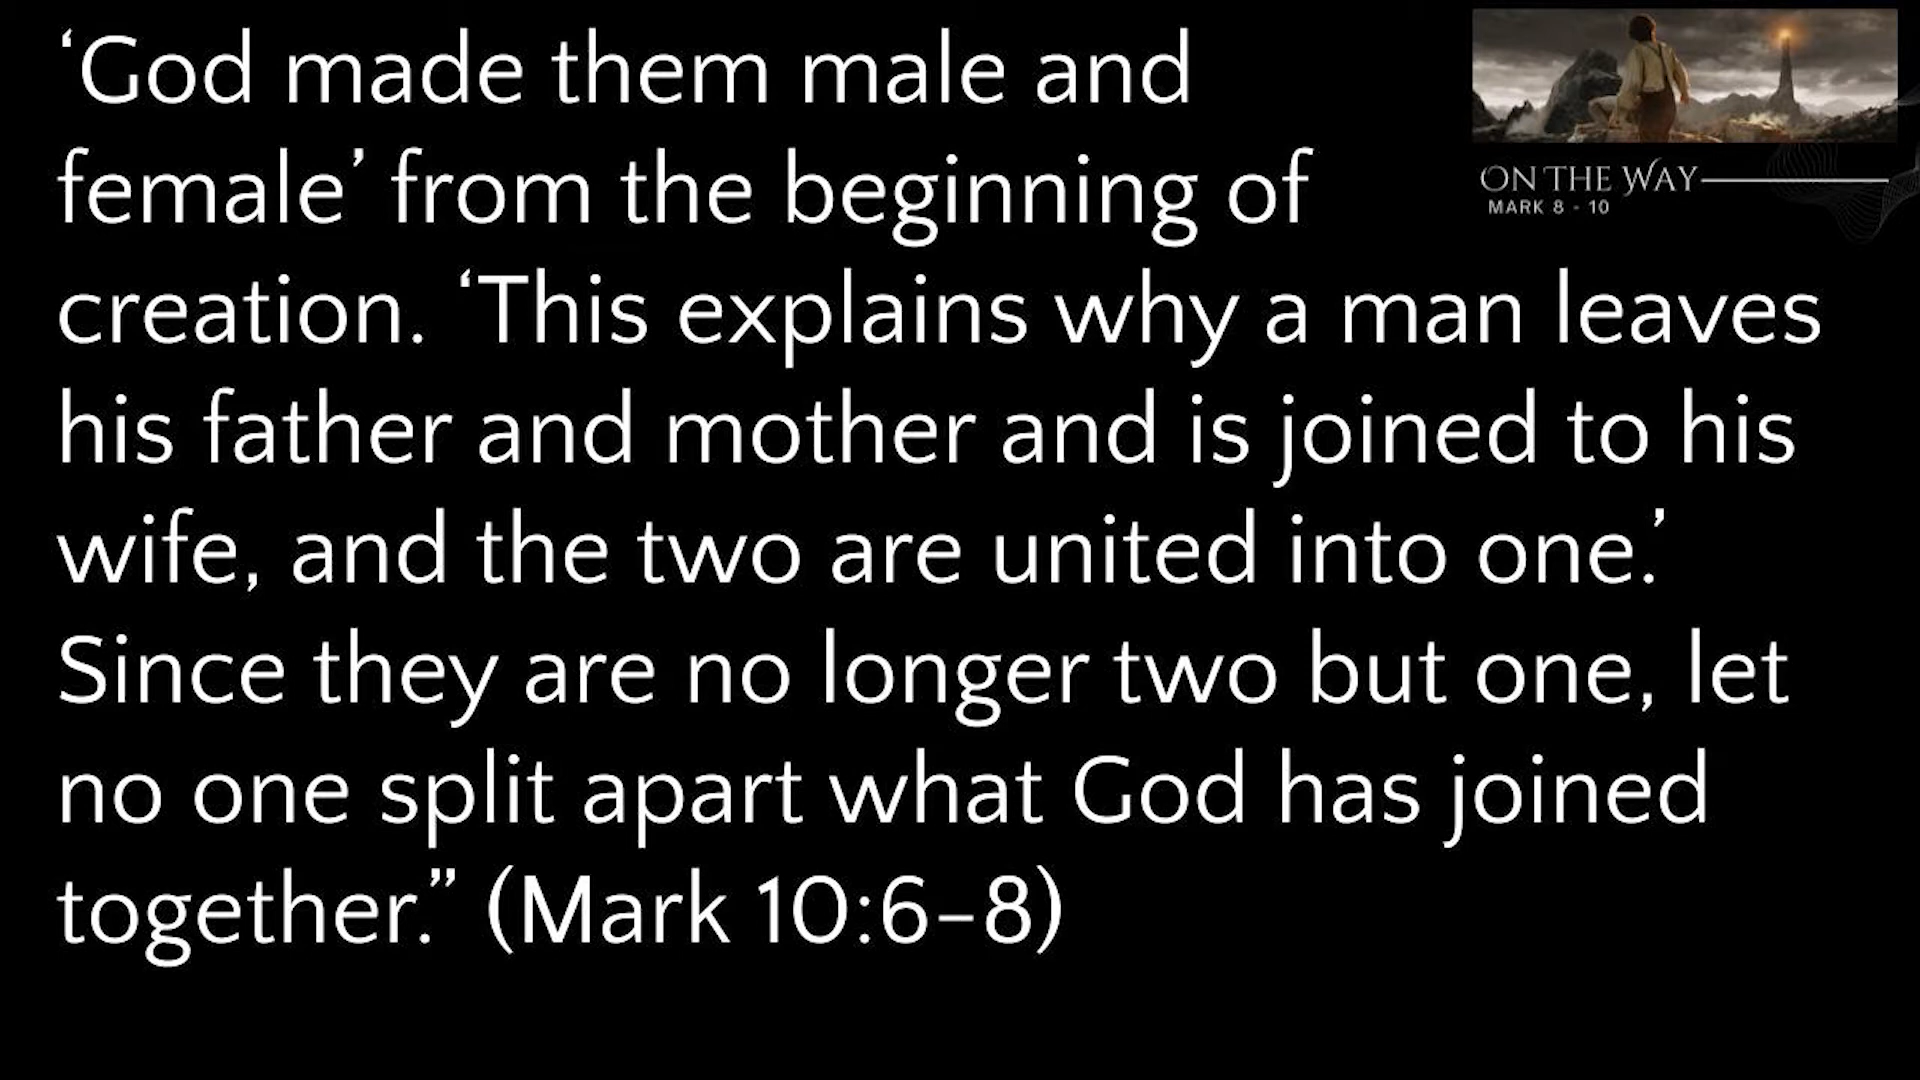 ‘God made them male and
female’ from the beginning of
creation. ‘This explains why a man leaves
his father and mother and is joined to his
wife, and the two are united into one.’
Since they are no longer two but one, let
no one split apart what God has joined
together.” (Mark 10:6–8)
ON THE WAY
MARK 8 - 10